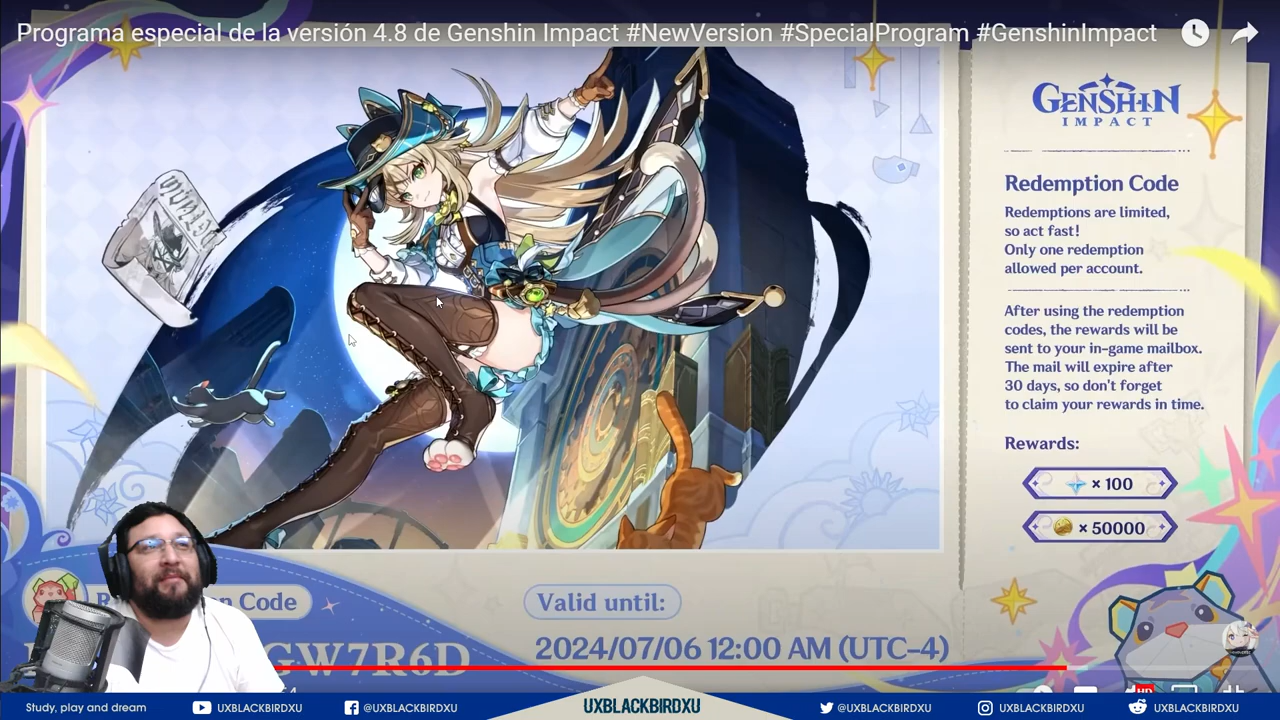 Programa especial de la versión 4.8 de Genshin Impact #NewVersion #SpecialProgram #GenshinImpact
GENSHIN
IMPACT
Redemption Code
Redemptions are limited,
so act fast!
Only one redemption
allowed per account.
After using the redemption
codes, the rewards will be
sent to your in-game mailbox.
The mail will expire after
30 days, so don't forget
to claim your rewards in time.
Rewards:
× 100
× 50000
Code
Valid until:
GW7R6D
2024/07/06 12:00 AM (UTC-4)
HD
Study, play and dream
UXBLACKBIRDXU
@UXBLACKBIRDXU
UXBLACKBIRDXU
@UXBLACKBIRDXU
UXBLACKBIRDXU
UXBLACKBIRDXU